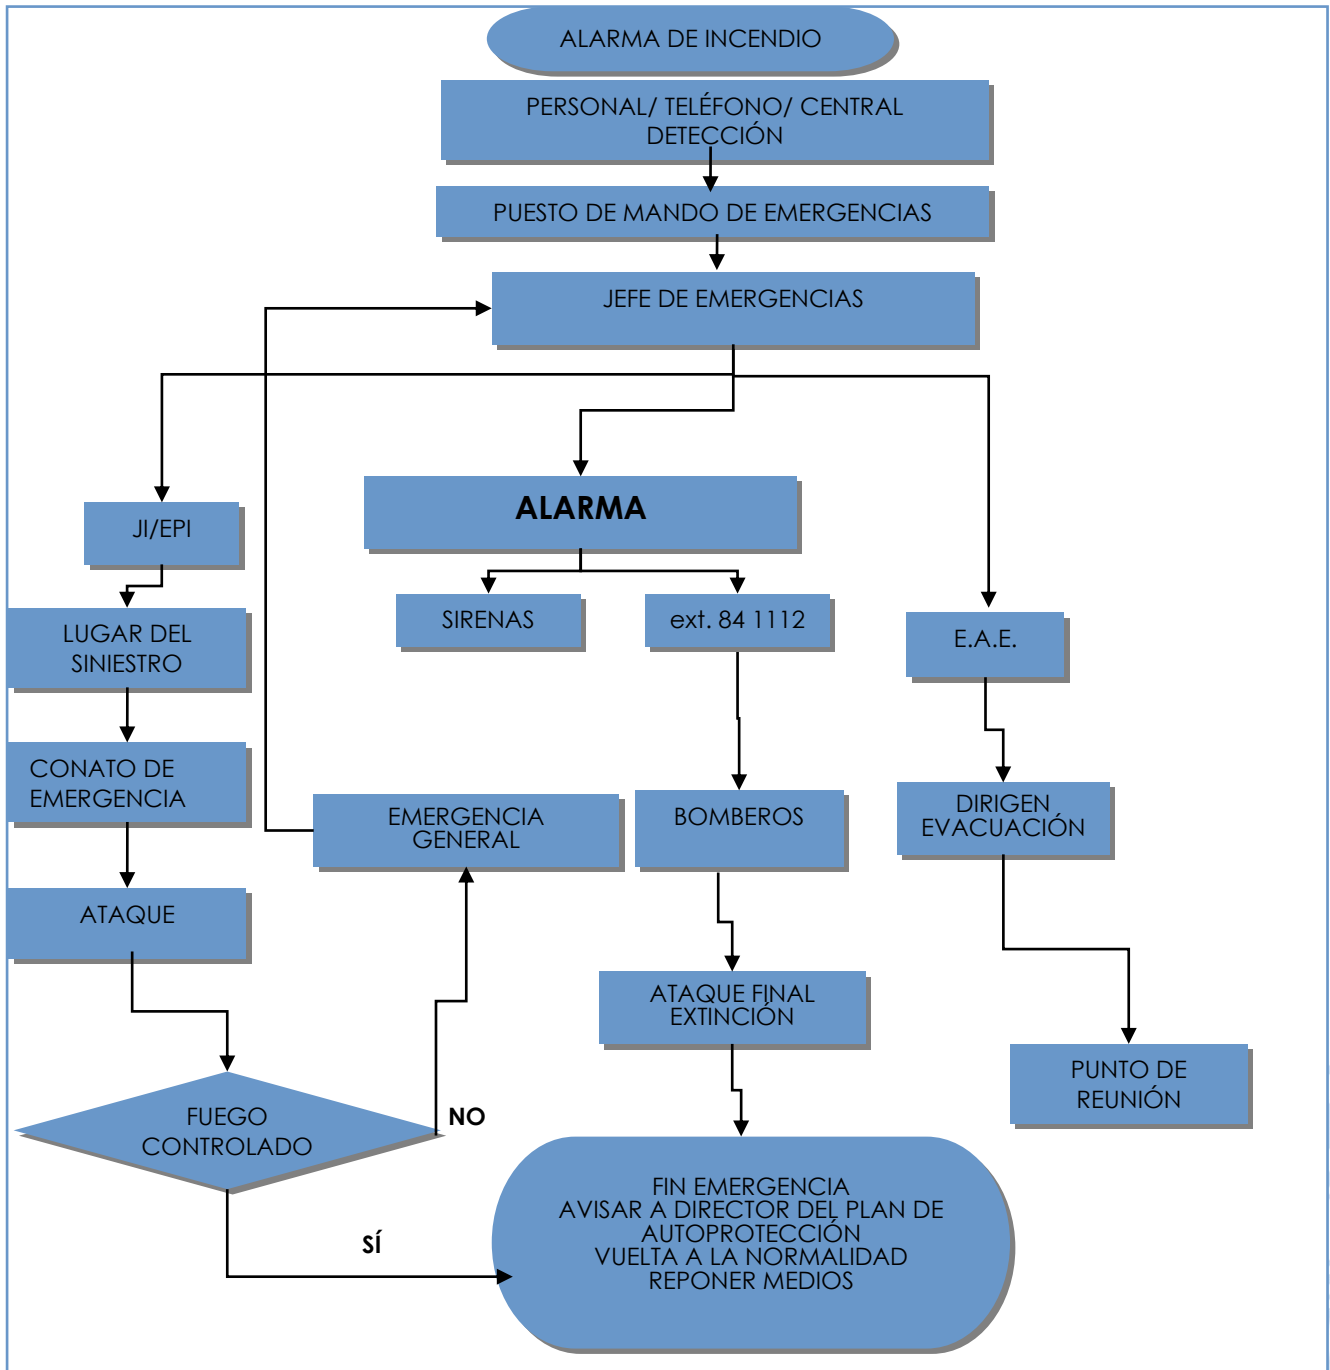 ALARMA DE INCENDIO
PERSONAL/ TELÉFONO/ CENTRAL
DETECCIÓN
PUESTO DE MANDO DE EMERGENCIAS
JEFE DE EMERGENCIAS
ALARMA
JI/EPI
SIRENAS
ext. 84 1112
E.A.E.
LUGAR DEL
SINIESTRO
CONATO DE
EMERGENCIA
EMERGENCIA
GENERAL
BOMBEROS
DIRIGEN
EVACUACIÓN
ATAQUE
ATAQUE FINAL
EXTINCIÓN
PUNTO DE
REUNIÓN
FUEGO
CONTROLADO
NO
SÍ
FIN EMERGENCIA
AVISAR A DIRECTOR DEL PLAN DE
AUTOPROTECCIÓN
VUELTA A LA NORMALIDAD
REPONER MEDIOS